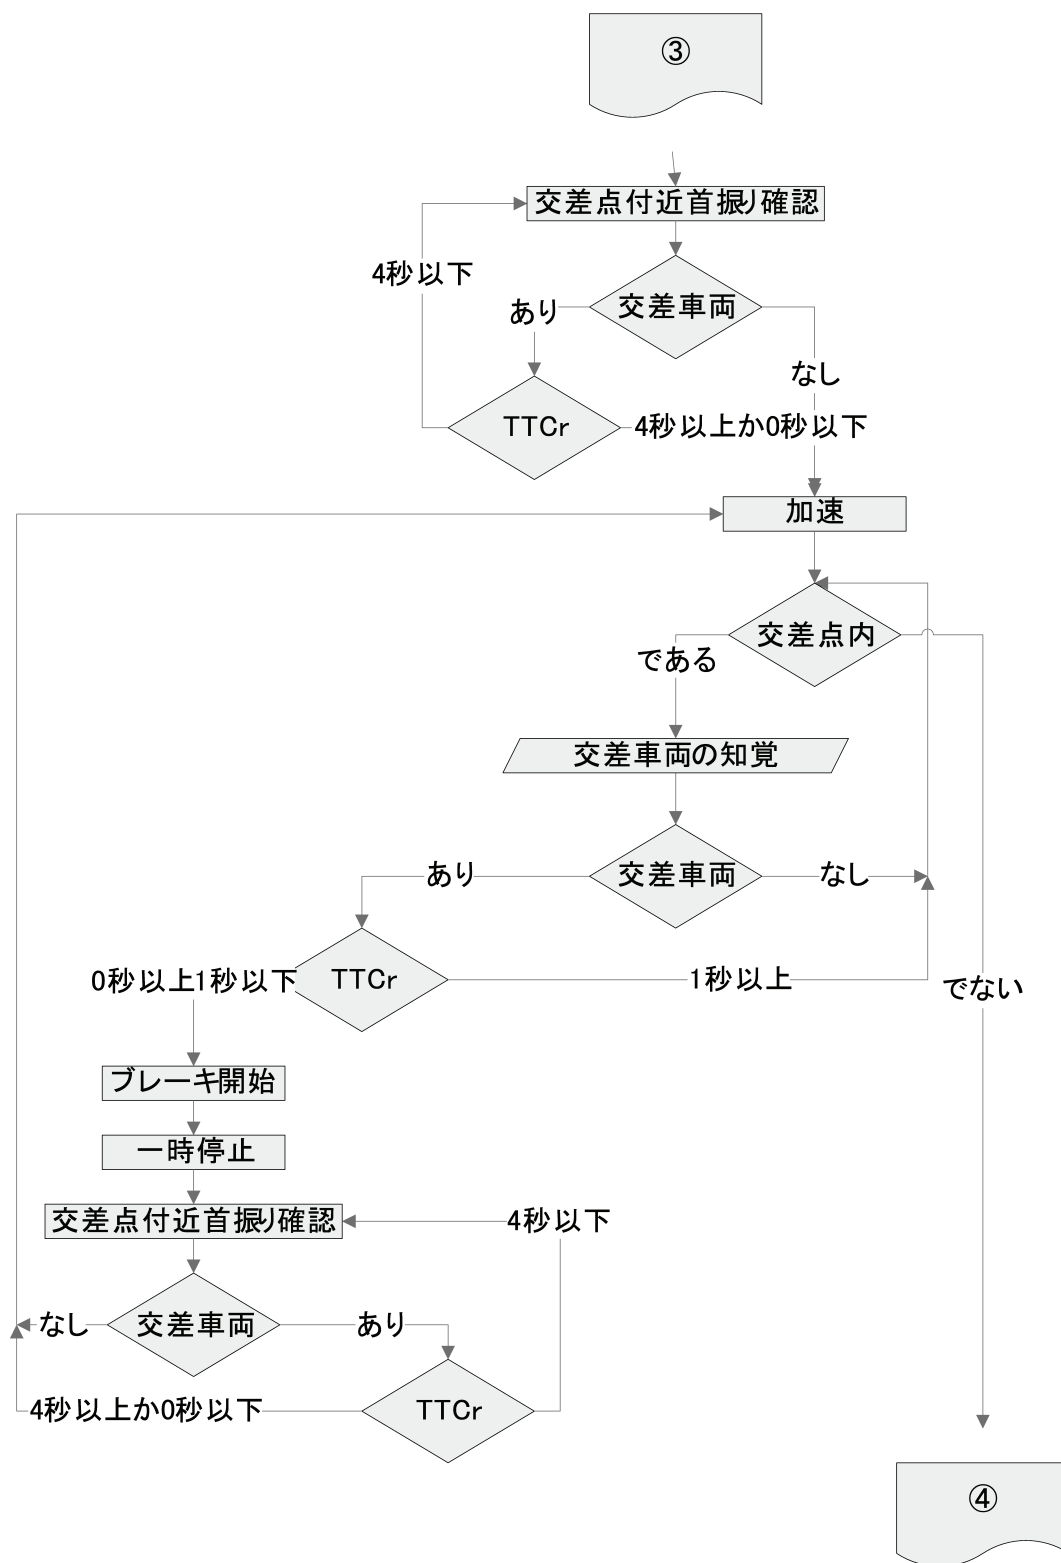 ③
交差点付近首振り確認
4秒以下
交差車両
あり
なし
TTCr
4秒以上か0秒以下
加速
交差点内
である
交差車両の知覚
あり
交差車両
なし
0秒以上1秒以下
TTCr
1秒以上
でない
ブレーキ開始
一時停止
交差点付近首振り確認
4秒以下
なし
交差車両
あり
4秒以上か0秒以下
TTCr
④